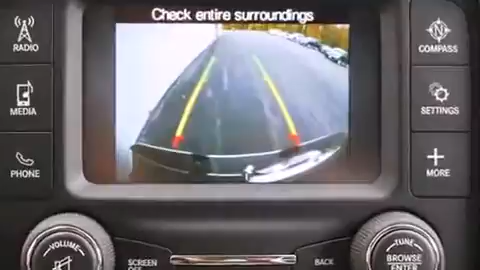 Check entire surroundings
RADIO
COMPASS
MEDIA
SETTINGS
PHONE
MORE
VOLUME
SCREEN
OFF
BACK
TUNE
BROWSE
ENTER